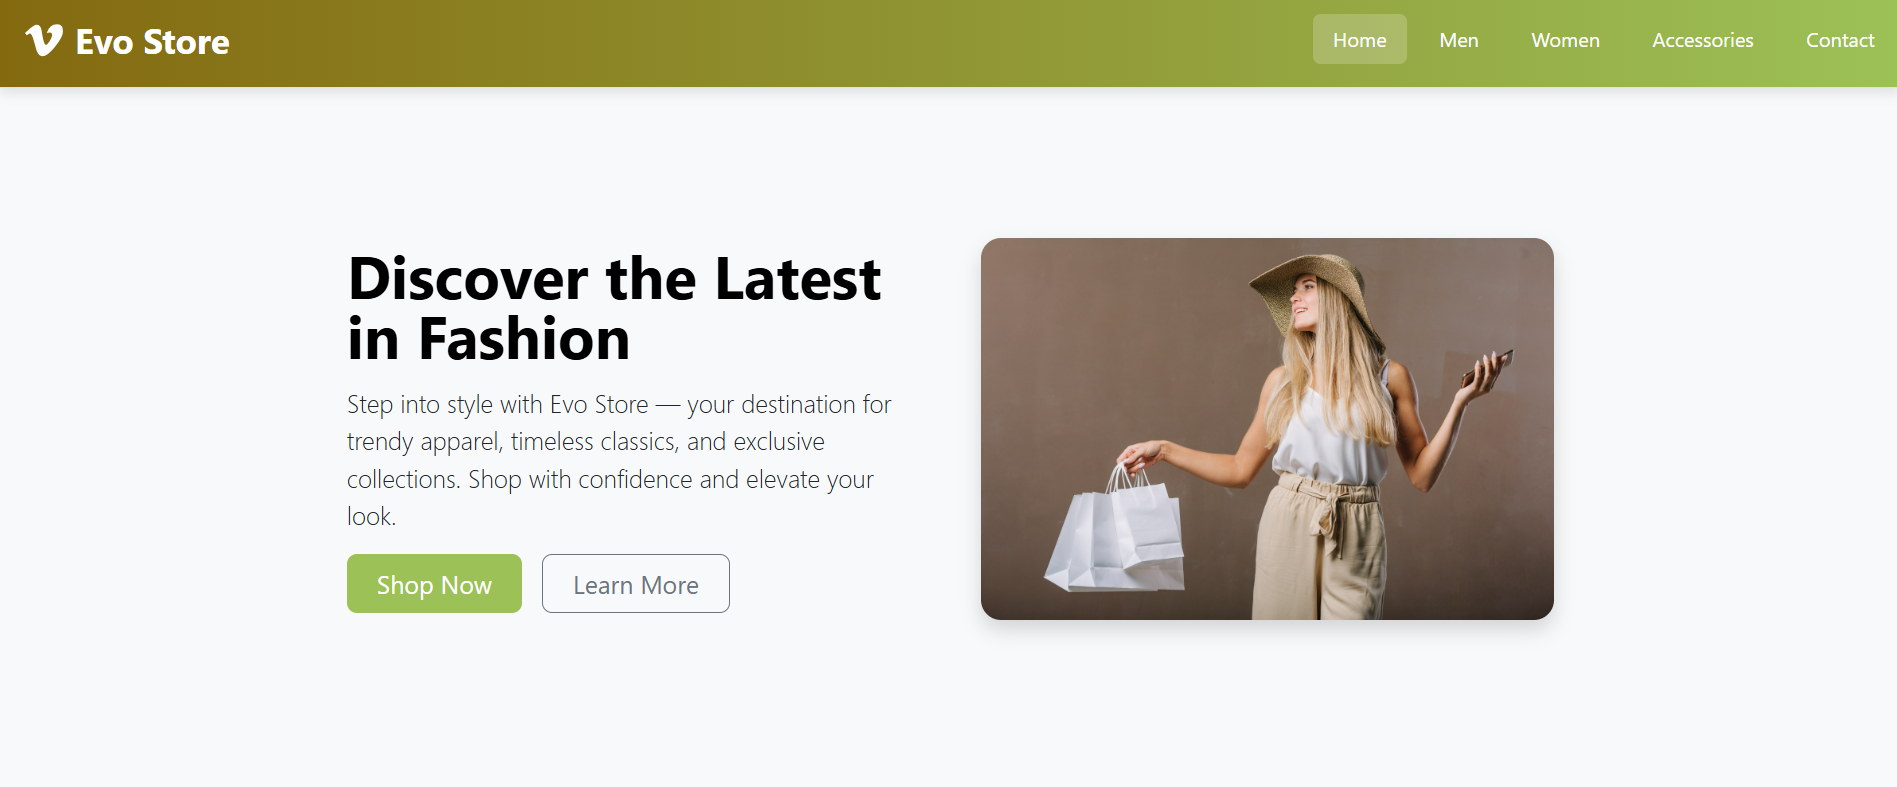 Evo Store
Home
Men
Women
Accessories
Contact
Discover the Latest
in Fashion
Step into style with Evo Store — your destination for
trendy apparel, timeless classics, and exclusive
collections. Shop with confidence and elevate your
look.
Shop Now
Learn More